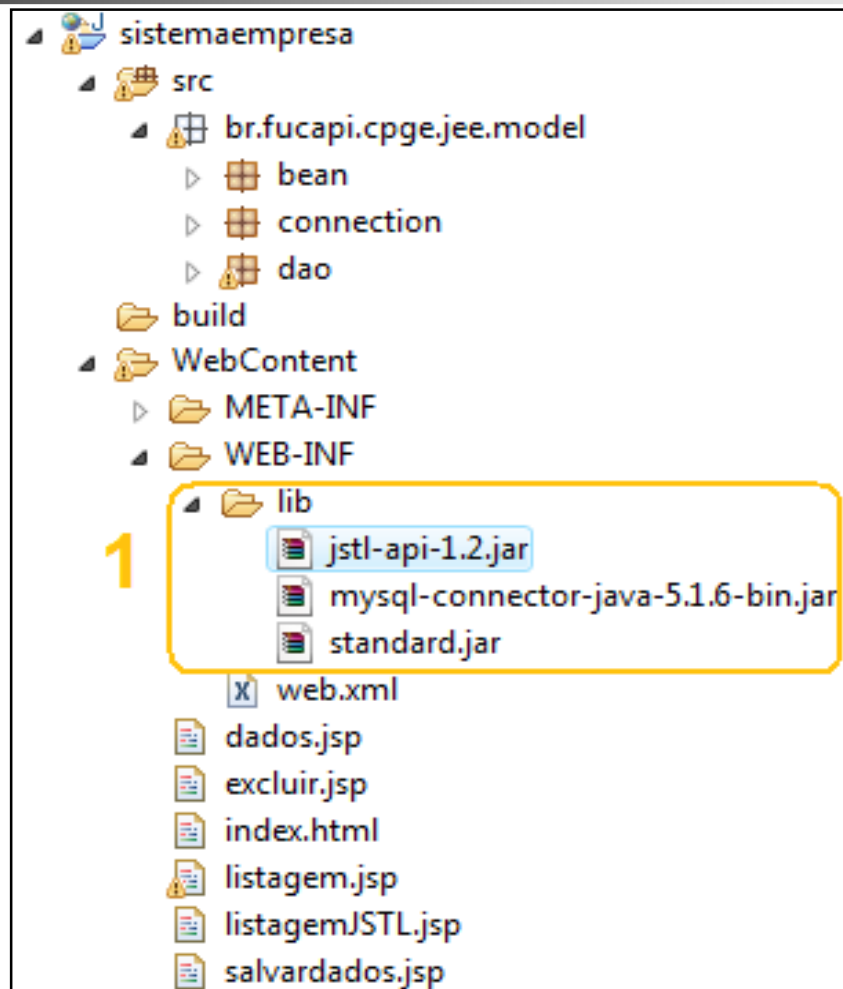 sistemaempresa
src
br.fucapi.cpge.jee.model
bean
connection
dao
build
WebContent
META-INF
WEB-INF
lib
1
jstl-api-1.2.jar
mysql-connector-java-5.1.6-bin.jar
standard.jar
web.xml
dados.jsp
excluir.jsp
index.html
listagem.jsp
listagemJSTL.jsp
salvardados.jsp